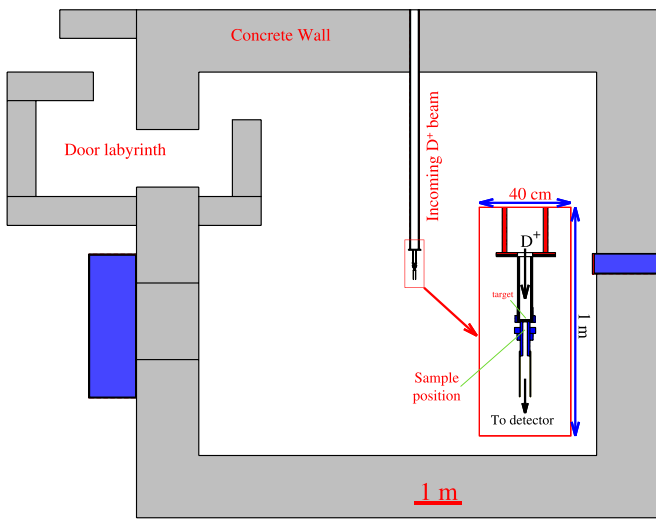 Concrete Wall
Door labyrinth
Incoming D⁺ beam
40 cm
D⁺
target
1 m
Sample
position
To detector
1 m